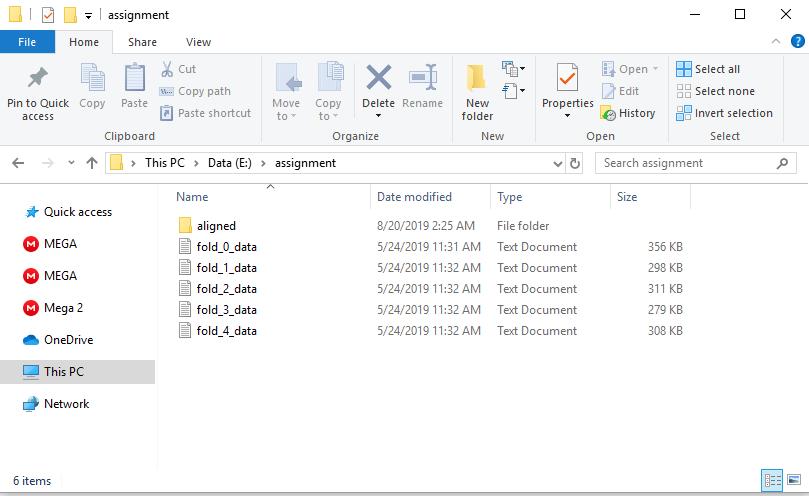 assignment
File Home Share View
Pin to Quick access
Copy
Paste
Cut
Copy path
Paste shortcut
Clipboard
Move to
Copy to
Delete
Rename
Organize
New folder
New
Properties
Open
Edit
History
Open
Select all
Select none
Invert selection
Select
This PC > Data (E:) > assignment
Search assignment
Name Date modified Type Size
Quick access
MEGA
MEGA
Mega 2
OneDrive
This PC
Network
aligned 8/20/2019 2:25 AM File folder
fold_0_data 5/24/2019 11:31 AM Text Document 356 KB
fold_1_data 5/24/2019 11:32 AM Text Document 298 KB
fold_2_data 5/24/2019 11:32 AM Text Document 311 KB
fold_3_data 5/24/2019 11:32 AM Text Document 279 KB
fold_4_data 5/24/2019 11:32 AM Text Document 308 KB
6 items